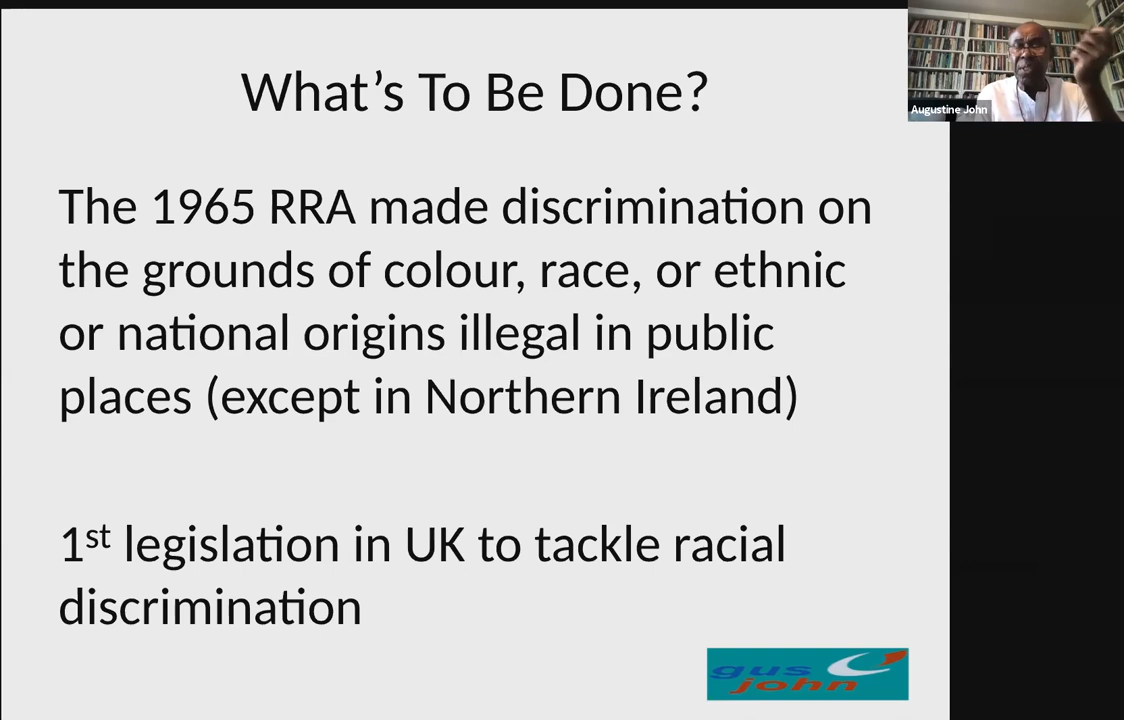 What’s To Be Done?
Augustine John
The 1965 RRA made discrimination on
the grounds of colour, race, or ethnic
or national origins illegal in public
places (except in Northern Ireland)
1st legislation in UK to tackle racial
discrimination
gus
john